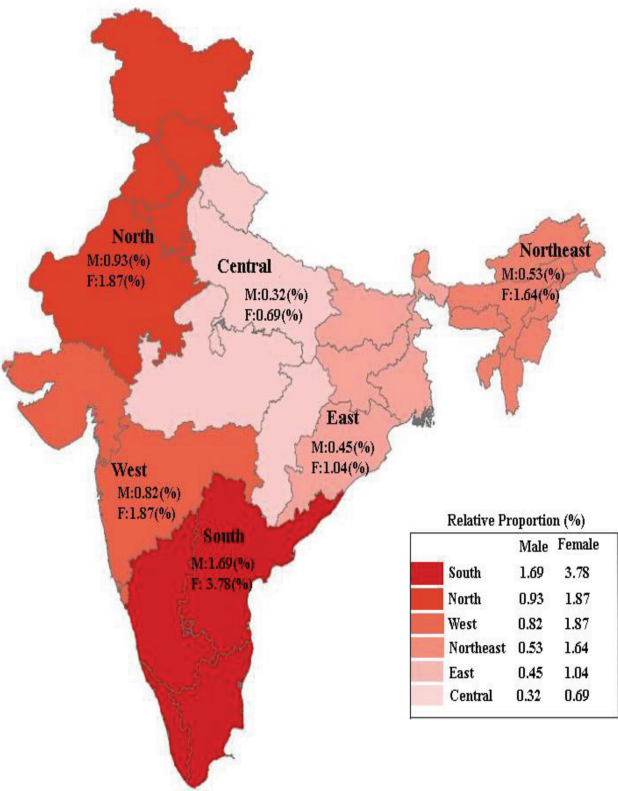 North
M:0.93(%)
F:1.87(%)
Central
M:0.32(%)
F:0.69(%)
Northeast
M:0.53(%)
F:1.64(%)
East
M:0.45(%)
F:1.04(%)
West
M:0.82(%)
F:1.87(%)
South
M:1.69(%)
F: 3.78(%)
Relative Proportion (%)
Male Female
South 1.69 3.78
North 0.93 1.87
West 0.82 1.87
Northeast 0.53 1.64
East 0.45 1.04
Central 0.32 0.69